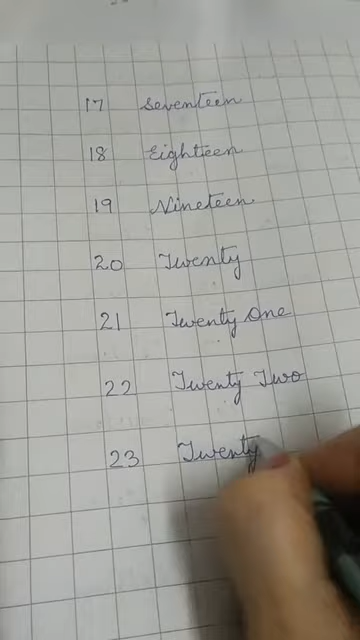 17 Seventeen
18 Eighteen
19 Nineteen
20 Twenty
21 Twenty One
22 Twenty Two
23 Twenty